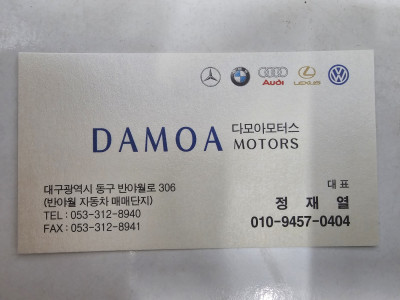 Audi
LEXUS
DAMOA 다모아모터스
MOTORS
대구광역시 동구 반야월로 306
(반야월 자동차 매매단지)
TEL : 053-312-8940
FAX : 053-312-8941
대 표
정 재 열
010-9457-0404